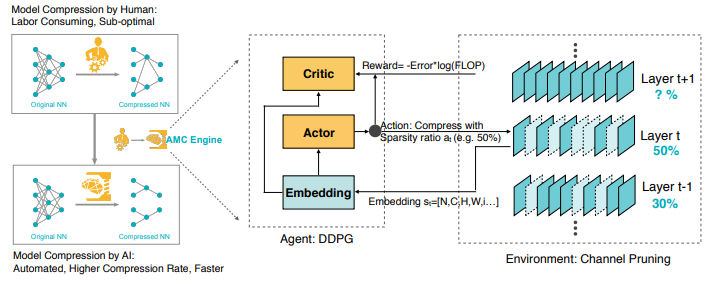 Model Compression by Human:
Labor Consuming, Sub-optimal
Original NN
Compressed NN
AMC Engine
Original NN
Compressed NN
Model Compression by AI:
Automated, Higher Compression Rate, Faster
Critic
Actor
Embedding
Agent: DDPG
Reward= -Error*log(FLOP)
Action: Compress with
Sparsity ratio at (e.g. 50%)
Embedding st=[N,C,H,W,i...]
Layer t+1
? %
Layer t
50%
Layer t-1
30%
Environment: Channel Pruning